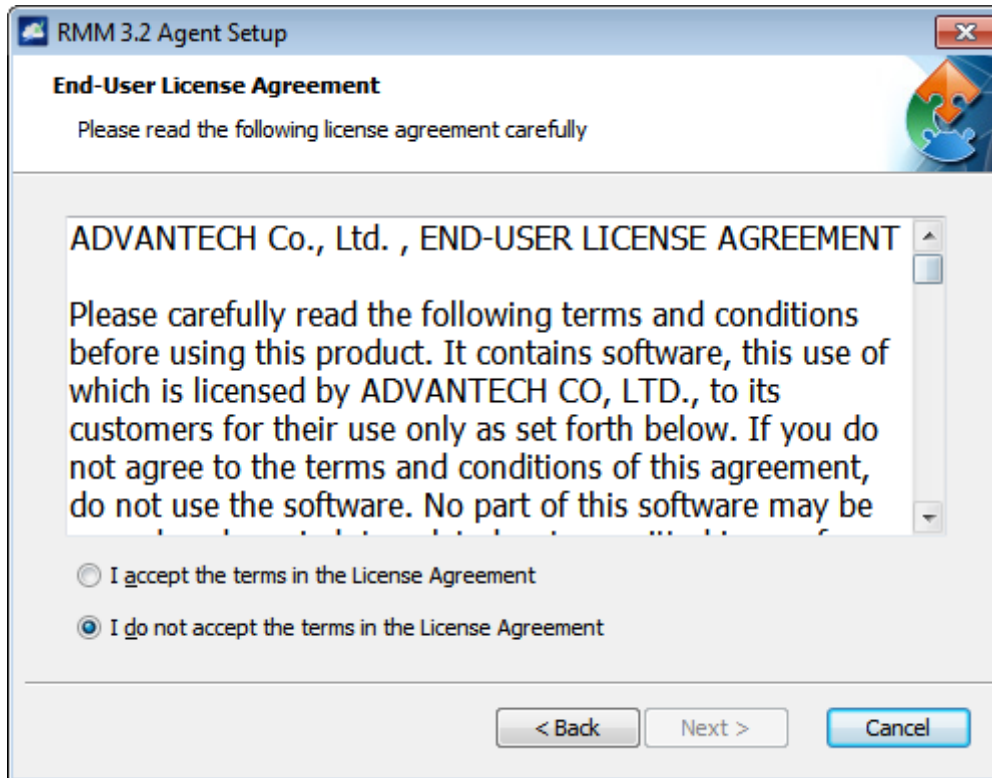 RMM 3.2 Agent Setup
End-User License Agreement
Please read the following license agreement carefully
ADVANTECH Co., Ltd. , END-USER LICENSE AGREEMENT
Please carefully read the following terms and conditions
before using this product. It contains software, this use of
which is licensed by ADVANTECH CO, LTD., to its
customers for their use only as set forth below. If you do
not agree to the terms and conditions of this agreement,
do not use the software. No part of this software may be
I accept the terms in the License Agreement
I do not accept the terms in the License Agreement
< Back
Next >
Cancel